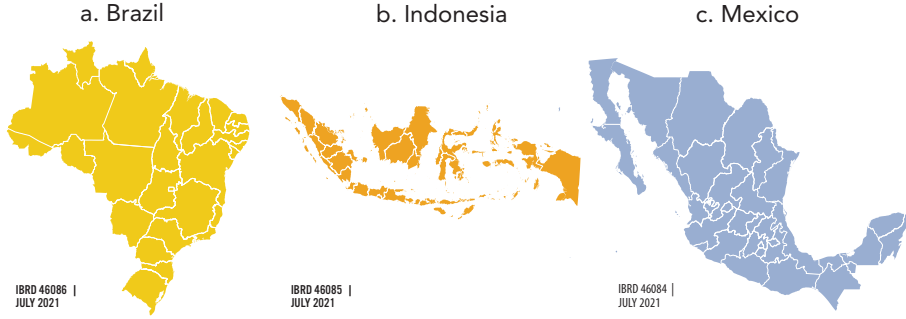 a. Brazil
b. Indonesia
c. Mexico
IBRD 46086 |
JULY 2021
IBRD 46085 |
JULY 2021
IBRD 46084 |
JULY 2021